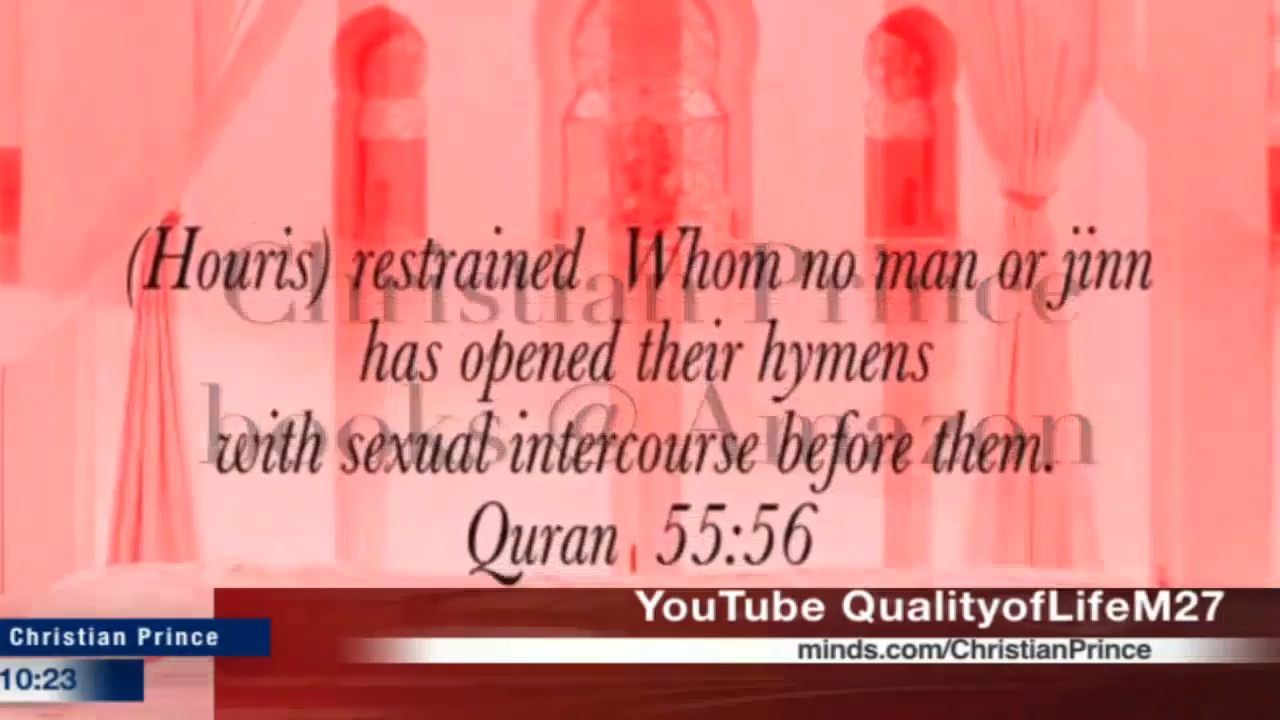 (Houris) restrained Whom no man or jinn
has opened their hymens
with sexual intercourse before them.
Quran 55:56
Christian Prince
books @ Amazon
YouTube QualityofLifeM27
minds.com/ChristianPrince
Christian Prince
10:23